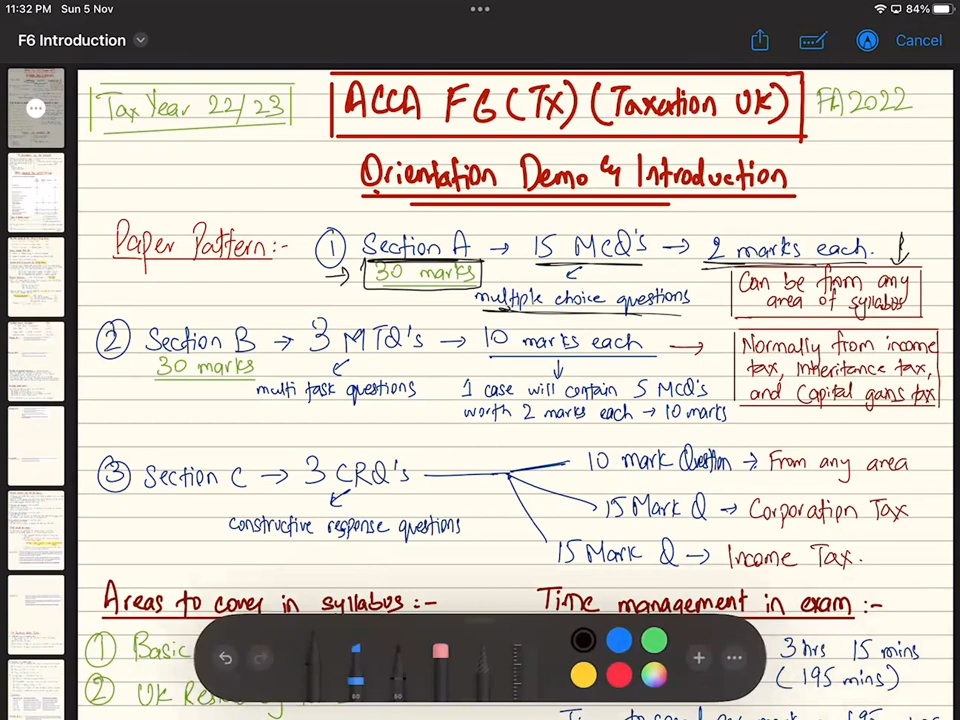 11:32 PM Sun 5 Nov
84%
F6 Introduction
Cancel
Tax Year 22/23
ACCA F6 (TX) (Taxation UK)
FA2022
Orientation Demo & Introduction
Paper Pattern:-
① Section A → 15 MCQ's → 2 marks each.
30 marks
multiple choice questions
Can be from any
area of syllabus
② Section B → 3 MTQ's → 10 marks each
30 marks
multi task questions
1 case will contain 5 MCQ's
worth 2 marks each → 10 marks
Normally from income
tax, inheritance tax,
and Capital gains tax
③ Section C → 3 CRQ's
constructive response questions
10 mark Question → From any area
15 Mark Q → Corporation Tax
15 Mark Q → Income Tax.
Areas to cover in syllabus :-
Time management in exam :-
① Basic
3 hrs 15 mins
② UK
(195 mins)
80
50